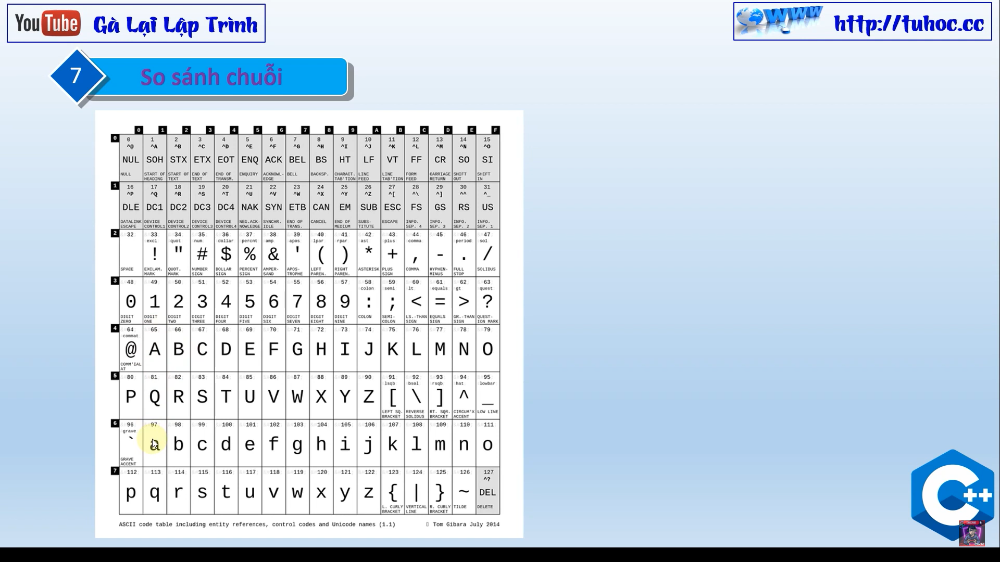 YouTube Gà Lại Lập Trình
WWW http://tuhoc.cc
7 So sánh chuỗi
0 1 2 3 4 5 6 7 8 9 A B C D E F
0 0 1 2 3 4 5 6 7 8 9 10 11 12 13 14 15
^@ ^A ^B ^C ^D ^E ^F ^G ^H ^I ^J ^K ^L ^M ^N ^O
NUL SOH STX ETX EOT ENQ ACK BEL BS HT LF VT FF CR SO SI
NULL START OF START OF END OF END OF ENQUIRY ACKNOWL- BELL BACKSP. CHARACT. LINE LINE FORM CARRIAGE SHIFT SHIFT
HEADING TEXT TEXT TRANSM. EDGE TAB'TION FEED TAB'TION FEED RETURN OUT IN
1 16 17 18 19 20 21 22 23 24 25 26 27 28 29 30 31
^P ^Q ^R ^S ^T ^U ^V ^W ^X ^Y ^Z ^[ ^\ ^] ^^ ^_
DLE DC1 DC2 DC3 DC4 NAK SYN ETB CAN EM SUB ESC FS GS RS US
DATALINK DEVICE DEVICE DEVICE DEVICE NEG.ACK- SYNCHR. END OF CANCEL END OF SUBS- ESCAPE INFO. INFO. INFO. INFO.
ESCAPE CONTROL1 CONTROL2 CONTROL3 CONTROL4 NOWLEDGE IDLE TRANS. MEDIUM TITUTE SEP. 4 SEP. 3 SEP. 2 SEP. 1
2 32 33 34 35 36 37 38 39 40 41 42 43 44 45 46 47
excl quot num dollar percnt amp apos lpar rpar ast plus comma period sol
! " # $ % & ' ( ) * + , - . /
SPACE EXCLAM. QUOT. NUMBER DOLLAR PERCENT AMPER- APOS- LEFT RIGHT ASTERISK PLUS COMMA HYPHEN- FULL SOLIDUS
MARK MARK SIGN SIGN SIGN SAND TROPHE PAREN. PAREN. SIGN MINUS STOP
3 48 49 50 51 52 53 54 55 56 57 58 59 60 61 62 63
colon semi lt equals gt quest
0 1 2 3 4 5 6 7 8 9 : ; < = > ?
DIGIT DIGIT DIGIT DIGIT DIGIT DIGIT DIGIT DIGIT DIGIT DIGIT COLON SEMI- LS.-THAN EQUALS GR.-THAN QUEST-
ZERO ONE TWO THREE FOUR FIVE SIX SEVEN EIGHT NINE COLON SIGN SIGN SIGN ION MARK
4 64 65 66 67 68 69 70 71 72 73 74 75 76 77 78 79
commat
@ A B C D E F G H I J K L M N O
COMM'IAL
AT
5 80 81 82 83 84 85 86 87 88 89 90 91 92 93 94 95
lsqb bsol rsqb hat lowbar
P Q R S T U V W X Y Z [ \ ] ^ _
LEFT SQ. REVERSE RT. SQR. CIRCUM'X LOW LINE
BRACKET SOLIDUS BRACKET ACCENT
6 96 97 98 99 100 101 102 103 104 105 106 107 108 109 110 111
grave
` a b c d e f g h i j k l m n o
GRAVE
ACCENT
7 112 113 114 115 116 117 118 119 120 121 122 123 124 125 126 127
^?
p q r s t u v w x y z { | } ~ DEL
L. CURLY VERTICAL R. CURLY TILDE DELETE
BRACKET LINE BRACKET
ASCII code table including entity references, control codes and Unicode names (1.1) Tom Gibara July 2014
C++
Click!